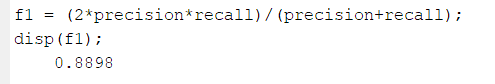 f1 = (2*precision*recall)/(precision+recall);
disp(f1);
0.8898